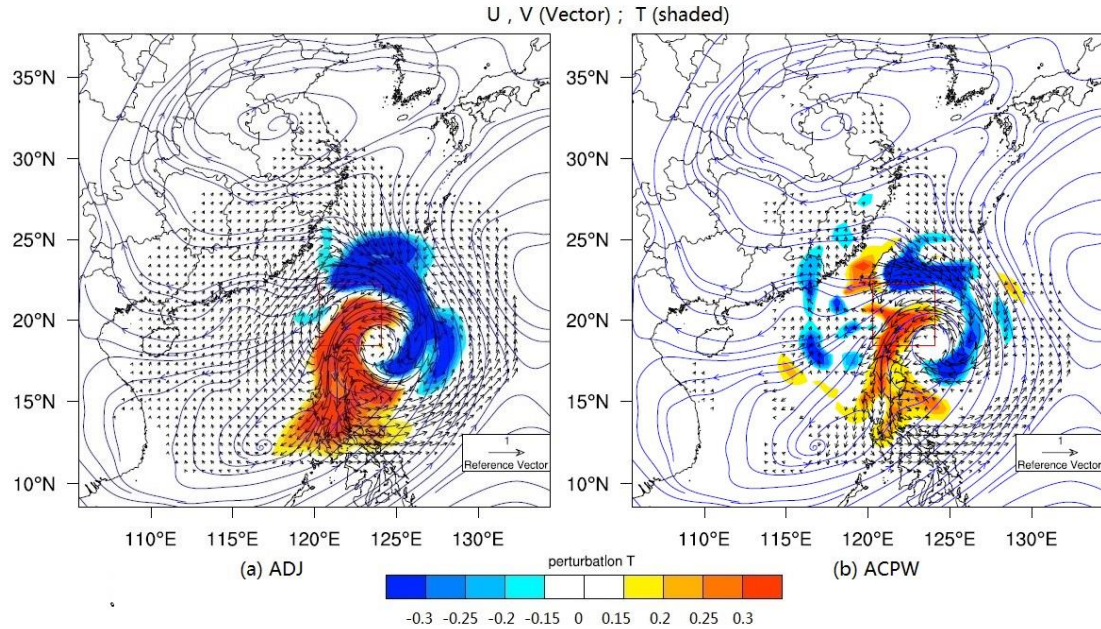 U , V (Vector) ; T (shaded)
35°N
30°N
25°N
20°N
15°N
10°N
1
Reference Vector
110°E 115°E 120°E 125°E 130°E
(a) ADJ
35°N
30°N
25°N
20°N
15°N
10°N
1
Reference Vector
110°E 115°E 120°E 125°E 130°E
(b) ACPW
perturbation T
-0.3 -0.25 -0.2 -0.15 0 0.15 0.2 0.25 0.3